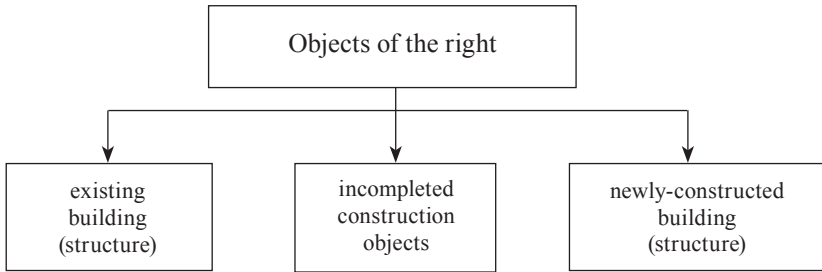 Objects of the right
existing
building
(structure)
incompleted
construction
objects
newly-constructed
building
(structure)